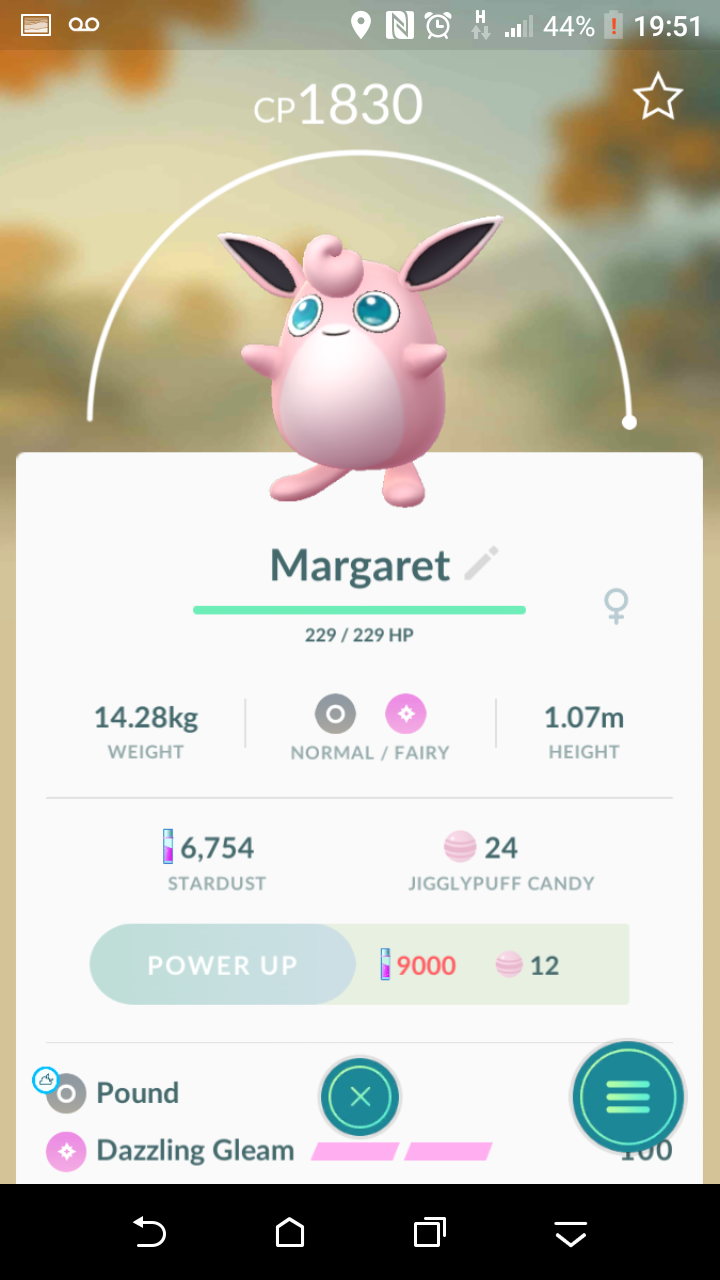 H 44% 19:51
CP1830
Margaret
229 / 229 HP
14.28kg
WEIGHT
NORMAL / FAIRY
1.07m
HEIGHT
6,754
STARDUST
24
JIGGLYPUFF CANDY
POWER UP 9000 12
Pound
Dazzling Gleam 100